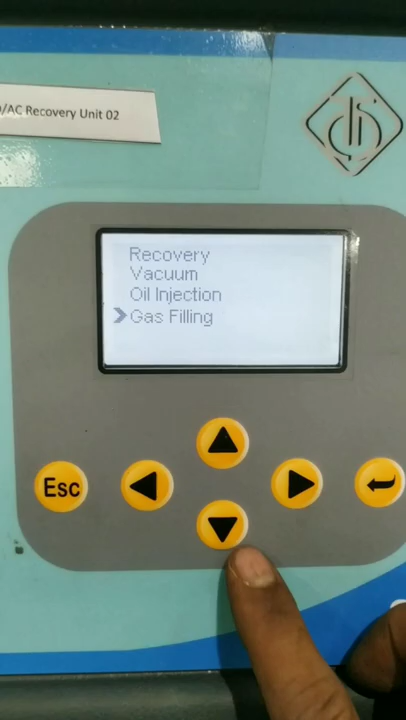 /AC Recovery Unit 02
Recovery
Vacuum
Oil Injection
Gas Filling
Esc